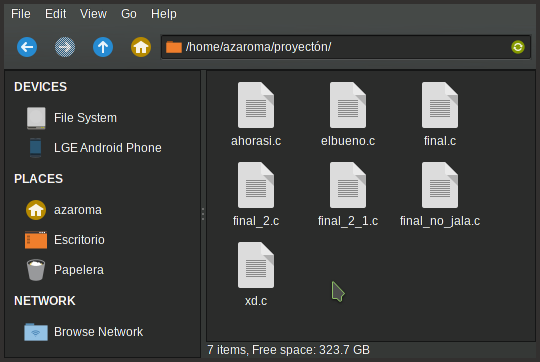 File Edit View Go Help
/home/azaroma/proyectón/
DEVICES
File System
LGE Android Phone
PLACES
azaroma
Escritorio
Papelera
NETWORK
Browse Network
ahorasi.c elbueno.c final.c
final_2.c final_2_1.c final_no_jala.c
xd.c
7 items, Free space: 323.7 GB